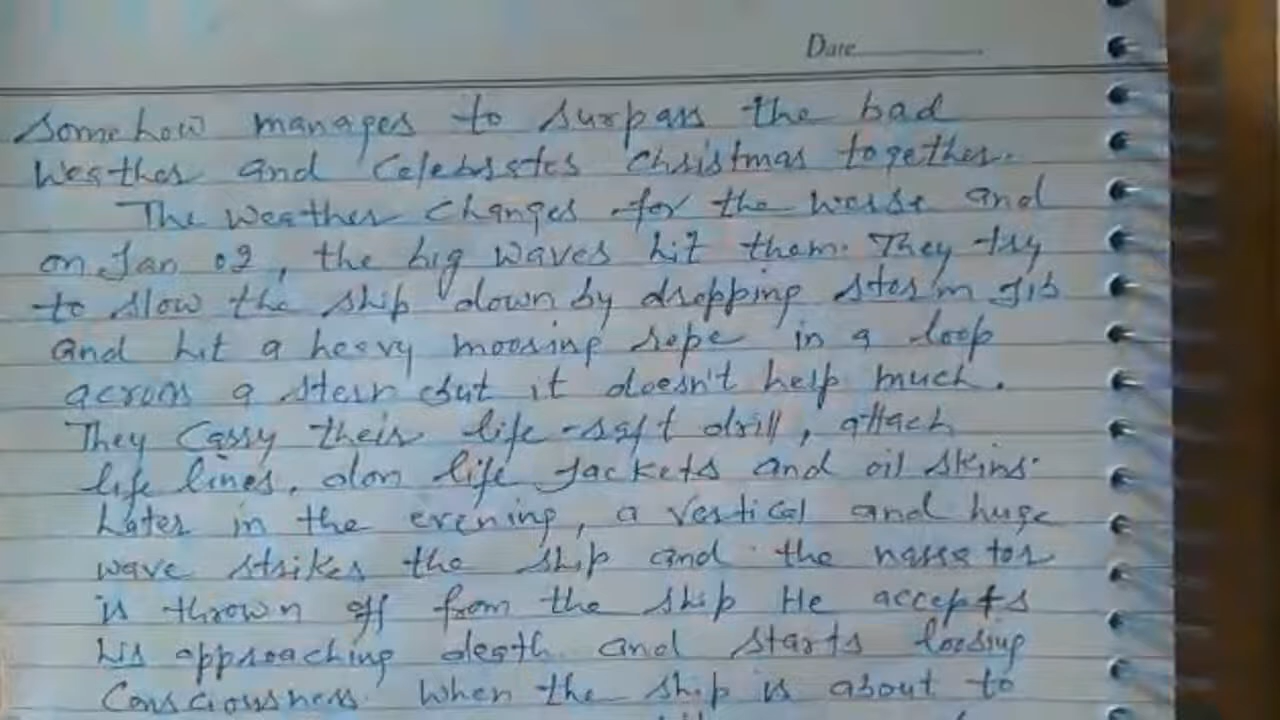 Date
Somehow manages to surpass the bad
Weather and Celebrates Christmas together.
The weather changes for the worse and
on Jan 02, the big waves hit them. They try
to slow the ship down by dropping storm jib
and hit a heavy mooring rope in a loop
across a stern but it doesn't help much.
They Carry their life-raft drill, attach
life lines, don life Jackets and oil skins.
Later in the evening, a vertical and huge
wave strikes the ship and the narrator
is thrown off from the ship He accepts
his approaching death and starts loosing
Consciousness. When the ship is about to